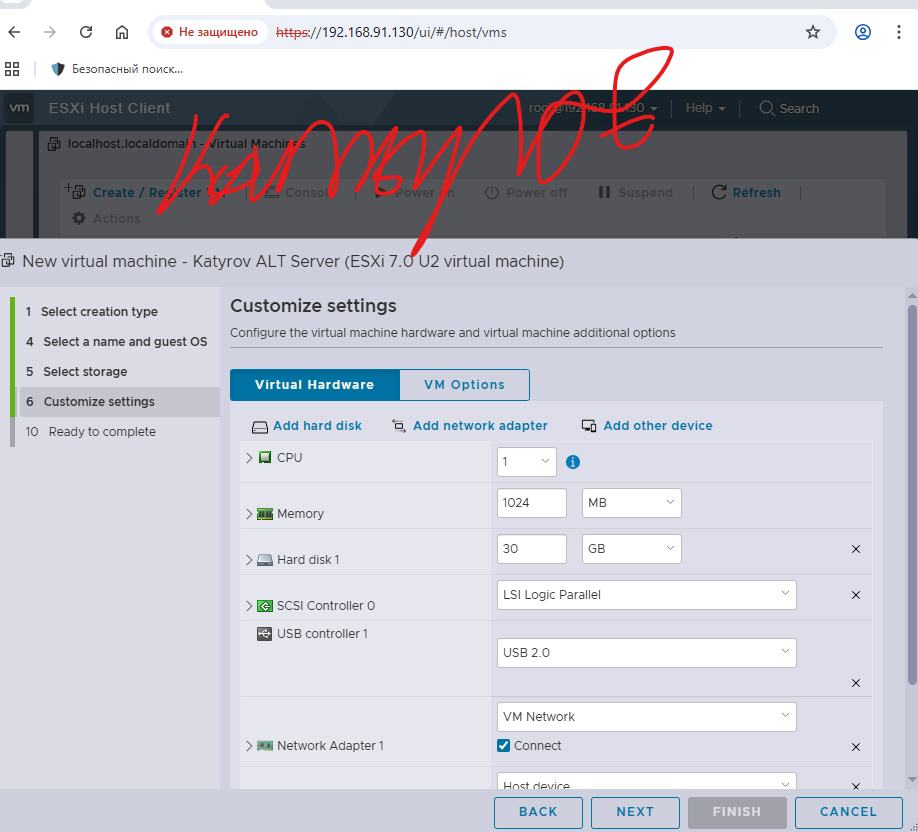 Не защищено https://192.168.91.130/ui/#/host/vms
Безопасный поиск...
vm ESXi Host Client root@192.168.91.130 Help Search
localhost.localdomain - Virtual Machines
Create / Register VM Console Power on Power off Suspend Refresh
Actions
New virtual machine - Katyrov ALT Server (ESXi 7.0 U2 virtual machine)
1 Select creation type
4 Select a name and guest OS
5 Select storage
6 Customize settings
10 Ready to complete
Customize settings
Configure the virtual machine hardware and virtual machine additional options
Virtual Hardware VM Options
Add hard disk Add network adapter Add other device
CPU 1
Memory 1024 MB
Hard disk 1 30 GB
SCSI Controller 0 LSI Logic Parallel
USB controller 1 USB 2.0
Network Adapter 1 VM Network
Connect
Host device
BACK NEXT FINISH CANCEL